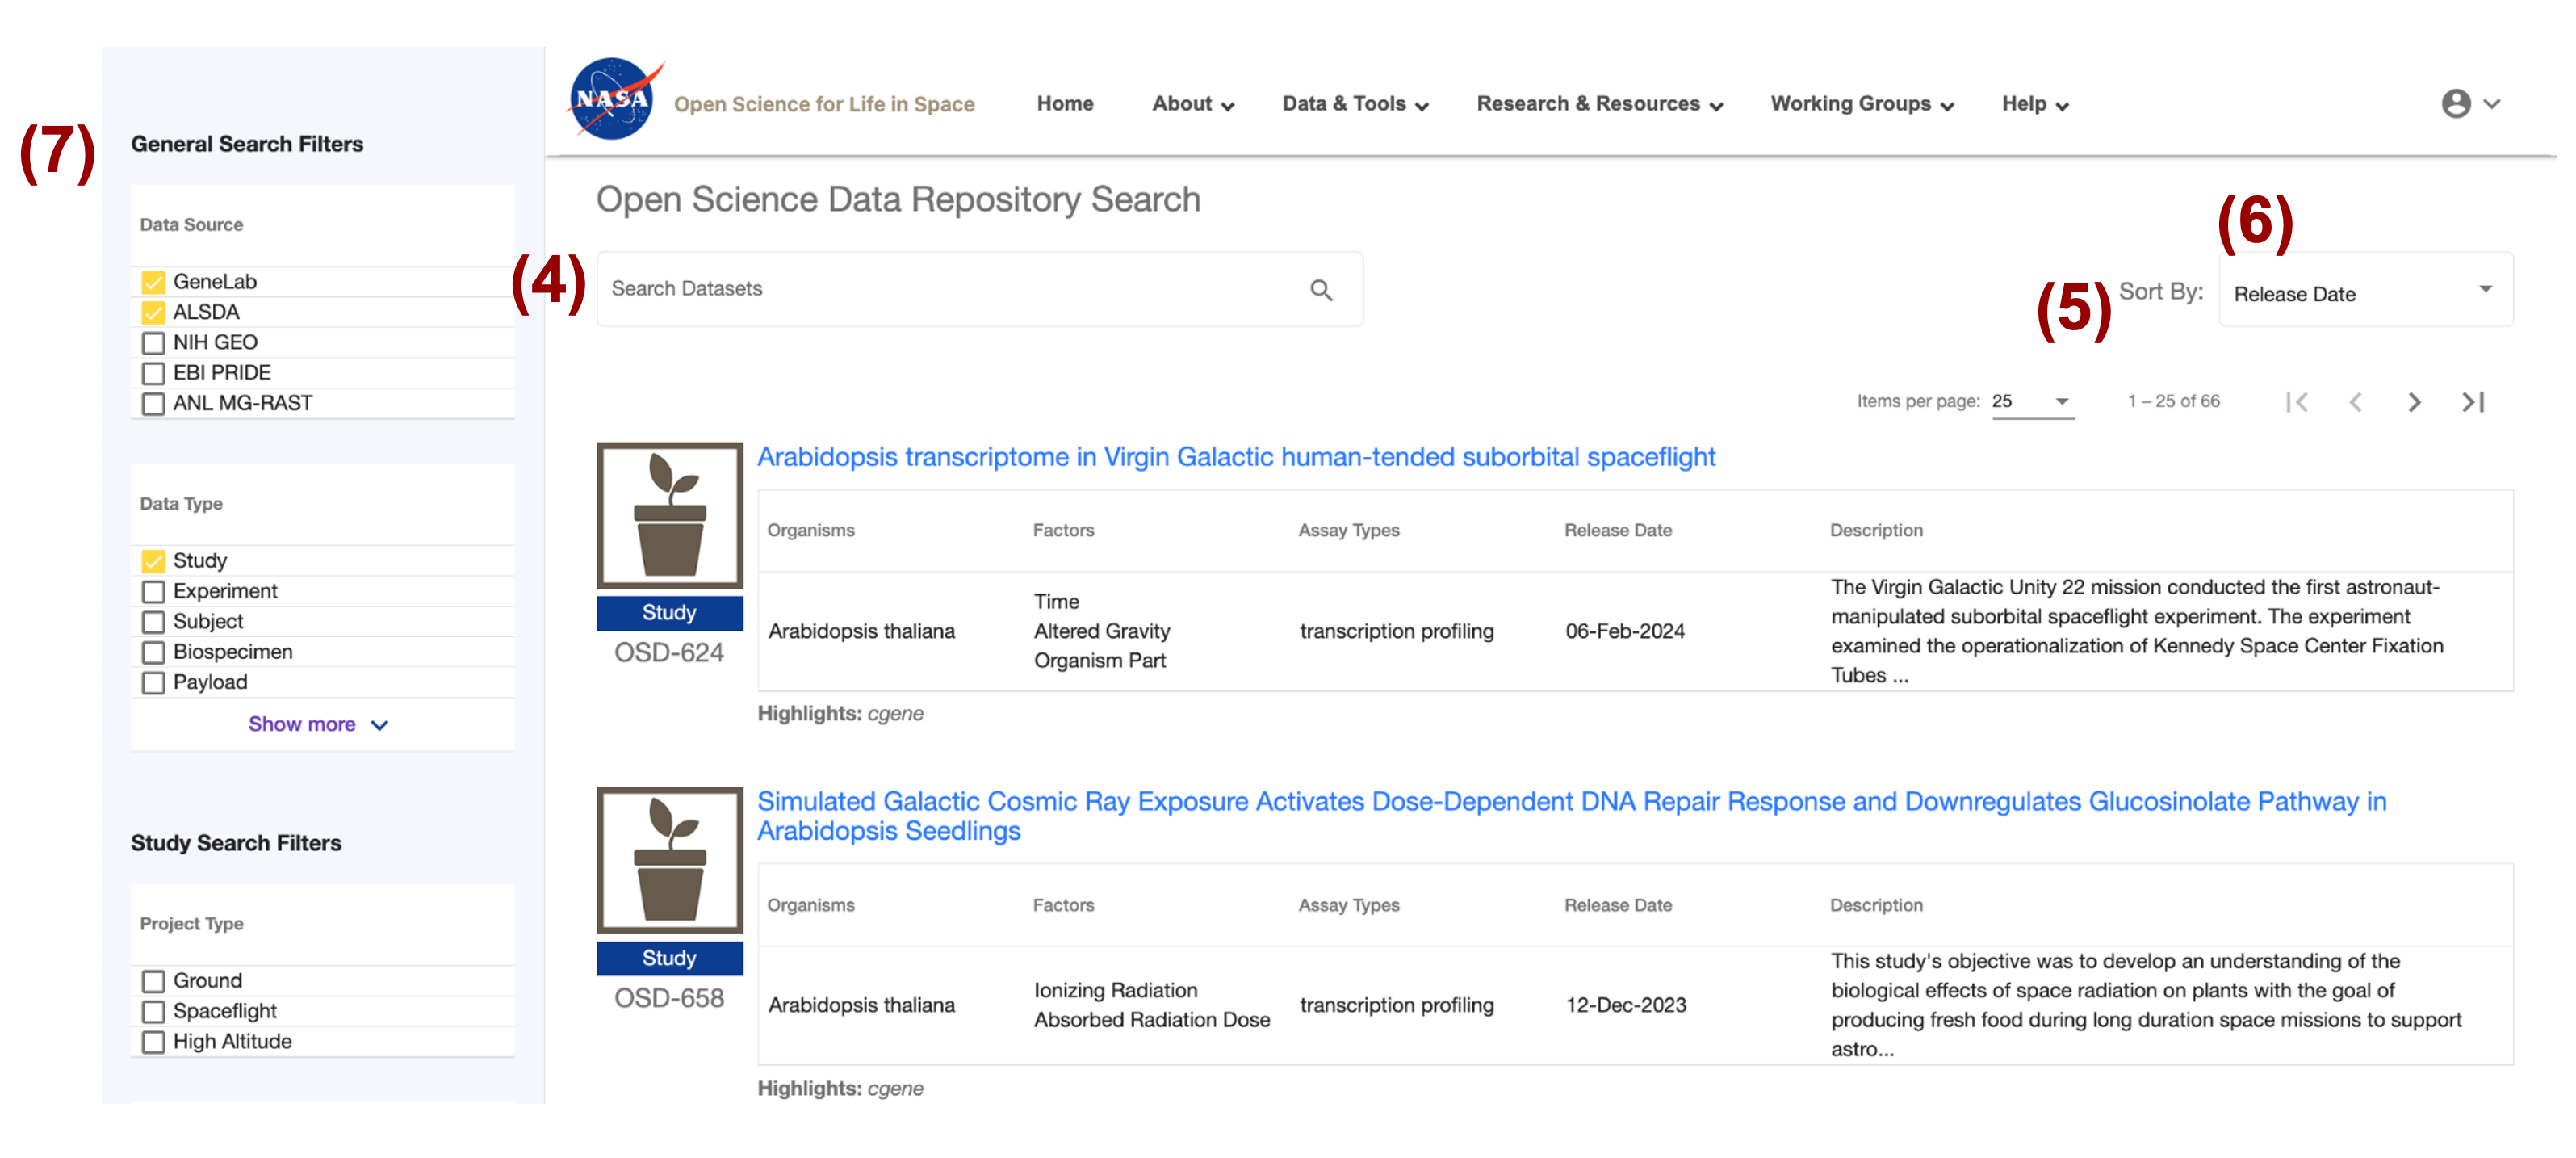 (7)
General Search Filters
Data Source
GeneLab
ALSDA
NIH GEO
EBI PRIDE
ANL MG-RAST
Data Type
Study
Experiment
Subject
Biospecimen
Payload
Show more
Study Search Filters
Project Type
Ground
Spaceflight
High Altitude
NASA
Open Science for Life in Space
Home
About
Data & Tools
Research & Resources
Working Groups
Help
Open Science Data Repository Search
(4)
Search Datasets
(5)
Sort By:
(6)
Release Date
Items per page: 25
1 – 25 of 66
Arabidopsis transcriptome in Virgin Galactic human-tended suborbital spaceflight
Study
OSD-624
Organisms Factors Assay Types Release Date Description
Arabidopsis thaliana
Time
Altered Gravity
Organism Part
transcription profiling
06-Feb-2024
The Virgin Galactic Unity 22 mission conducted the first astronaut-
manipulated suborbital spaceflight experiment. The experiment
examined the operationalization of Kennedy Space Center Fixation
Tubes ...
Highlights: cgene
Simulated Galactic Cosmic Ray Exposure Activates Dose-Dependent DNA Repair Response and Downregulates Glucosinolate Pathway in
Arabidopsis Seedlings
Study
OSD-658
Organisms Factors Assay Types Release Date Description
Arabidopsis thaliana
Ionizing Radiation
Absorbed Radiation Dose
transcription profiling
12-Dec-2023
This study's objective was to develop an understanding of the
biological effects of space radiation on plants with the goal of
producing fresh food during long duration space missions to support
astro...
Highlights: cgene